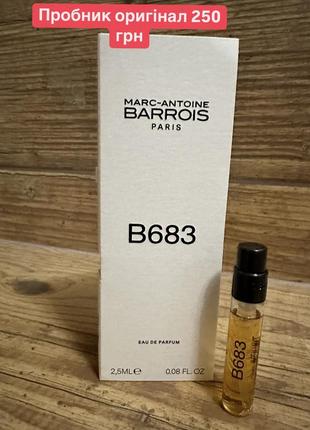 Пробник оригінал 250
грн
MARC-ANTOINE
BARROIS
PARIS
B683
EAU DE PARFUM
2,5ML℮ 0.08 FL. OZ
B683